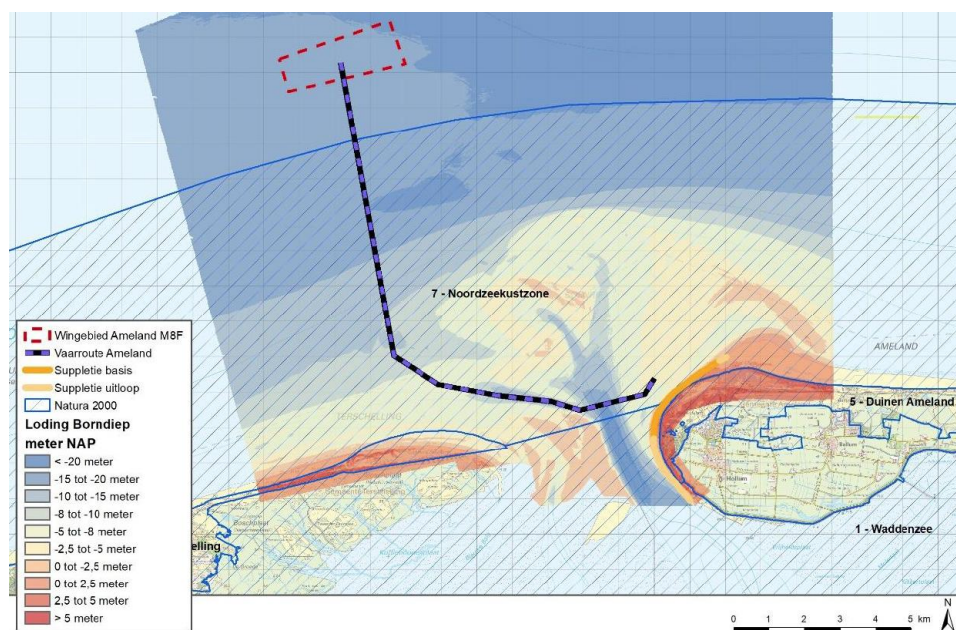 7 - Noordzeekustzone
AMELAND
5 - Duinen Ameland
1 - Waddenzee
Hollum
Ballum
elling
Wingebied Ameland M8F
Vaarroute Ameland
Suppletie basis
Suppletie uitloop
Natura 2000
Loding Borndiep
meter NAP
< -20 meter
-15 tot -20 meter
-10 tot -15 meter
-8 tot -10 meter
-5 tot -8 meter
-2,5 tot -5 meter
0 tot -2,5 meter
0 tot 2,5 meter
2,5 tot 5 meter
> 5 meter
0 1 2 3 4 5 km
N